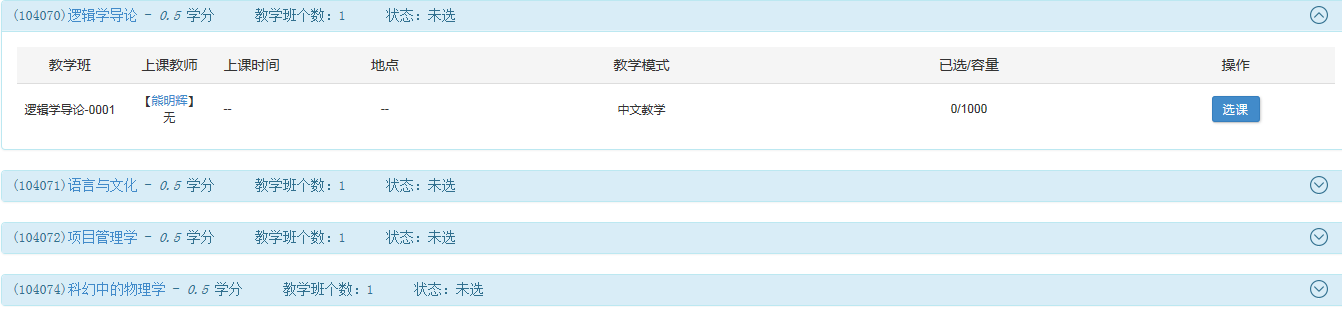 (104070)逻辑学导论 - 0.5 学分 教学班个数：1 状态：未选
教学班 上课教师 上课时间 地点 教学模式 已选/容量 操作
逻辑学导论-0001 【熊明辉】 -- -- 中文教学 0/1000 选课
无
(104071)语言与文化 - 0.5 学分 教学班个数：1 状态：未选
(104072)项目管理学 - 0.5 学分 教学班个数：1 状态：未选
(104074)科幻中的物理学 - 0.5 学分 教学班个数：1 状态：未选